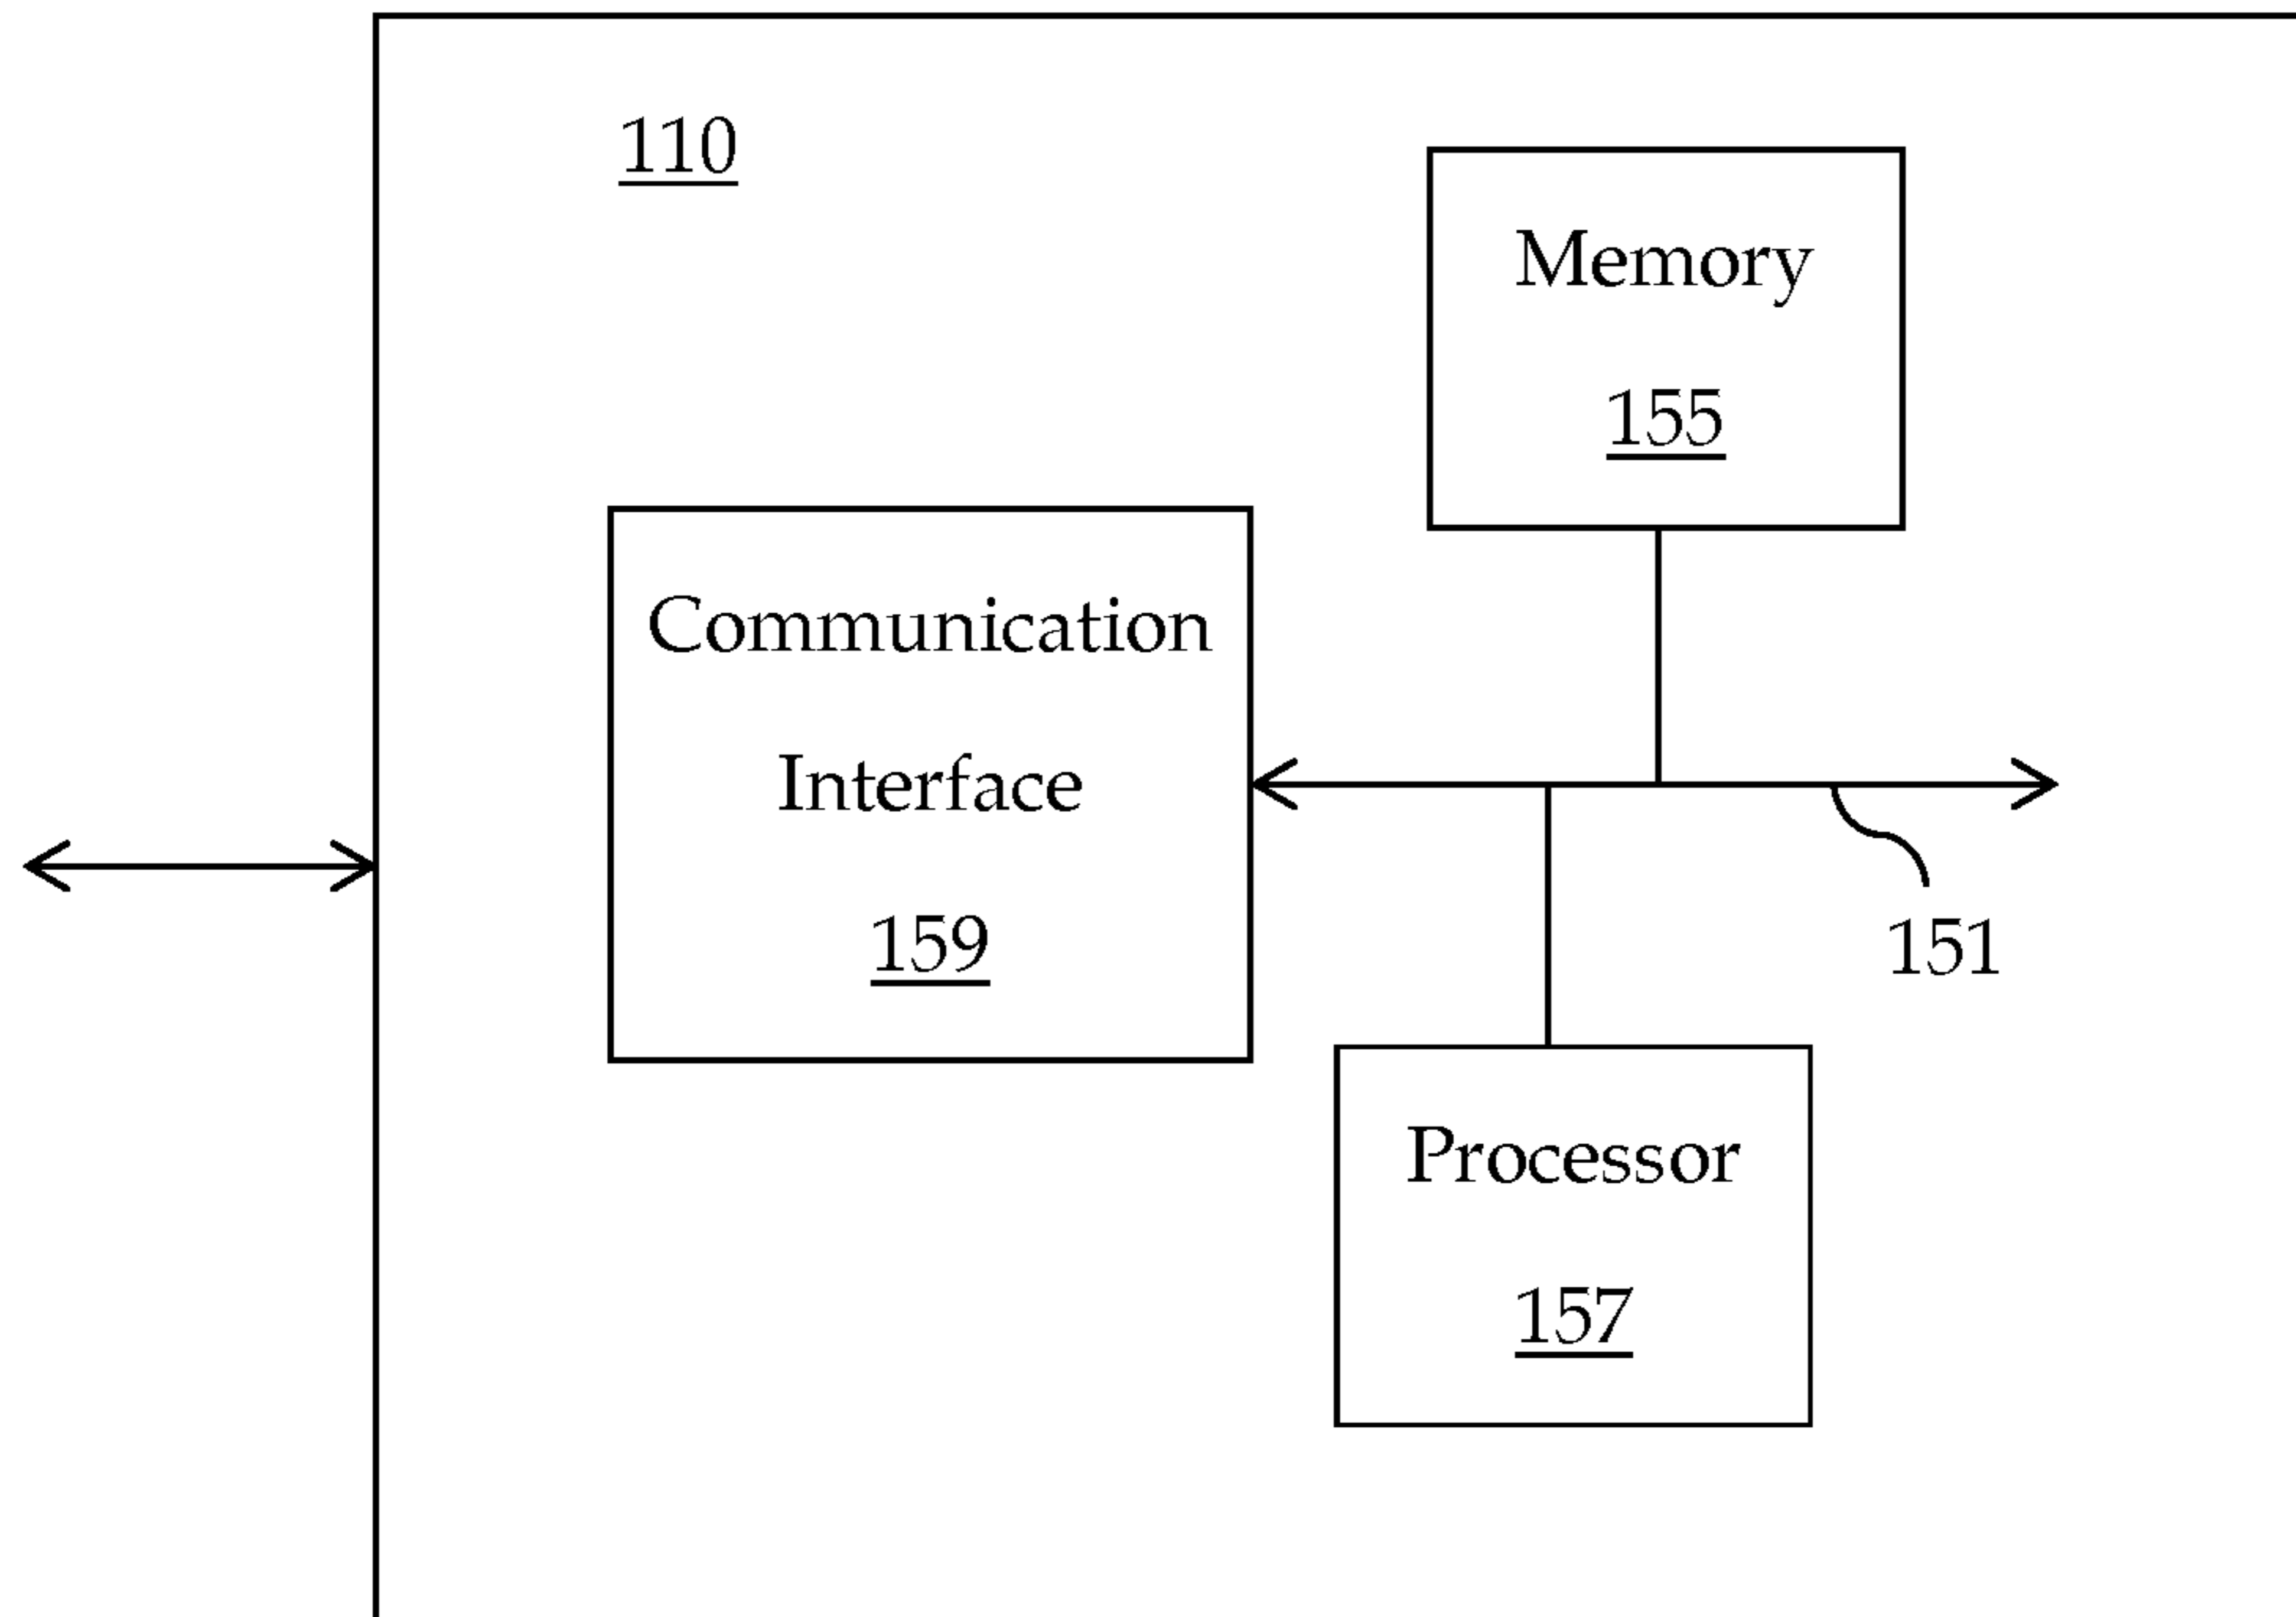 110
Memory
155
Communication
Interface
159
151
Processor
157